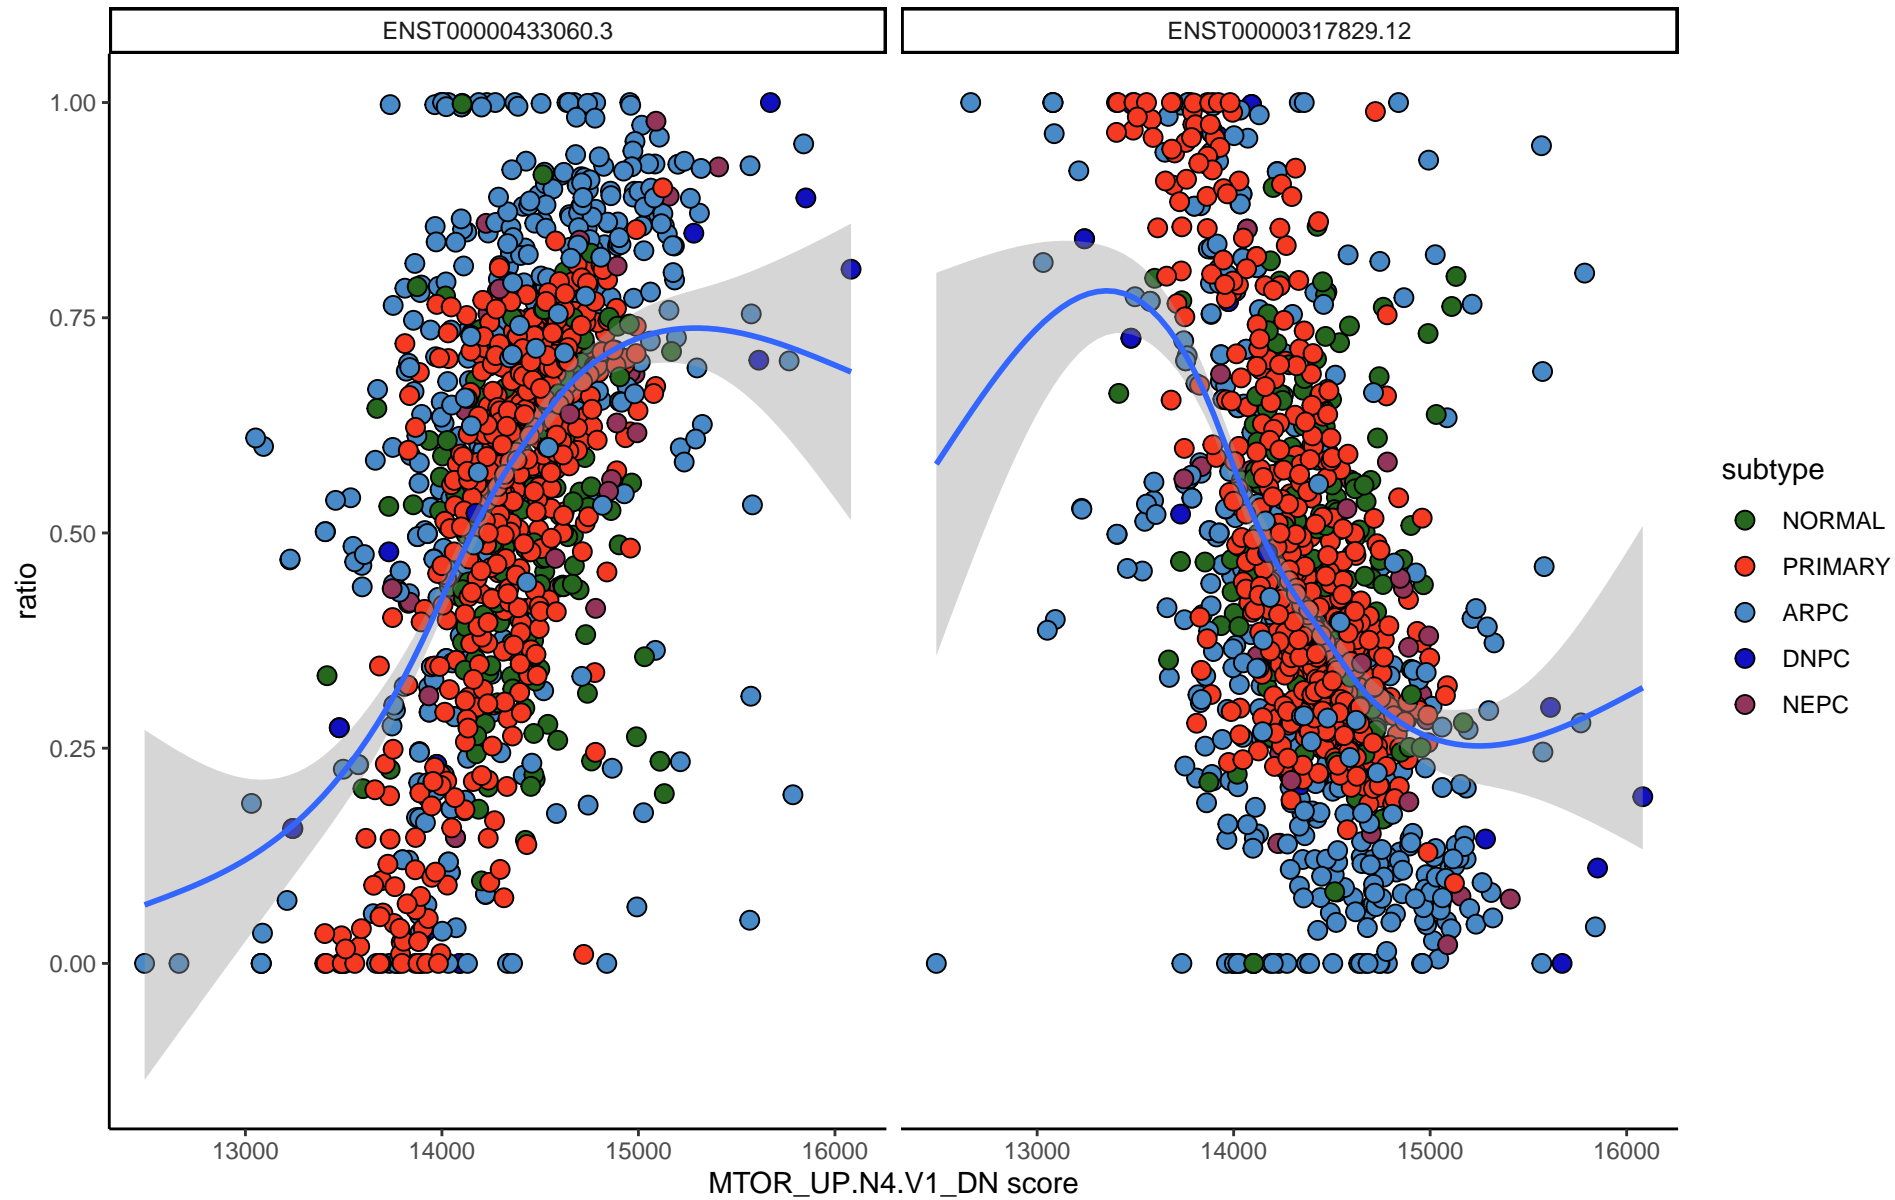 ENST00000433060.3
ENST00000317829.12
1.00
0.75
0.50
0.25
0.00
ratio
13000
14000
15000
16000
13000
14000
15000
16000
MTOR_UP.N4.V1_DN score
subtype
NORMAL
PRIMARY
ARPC
DNPC
NEPC